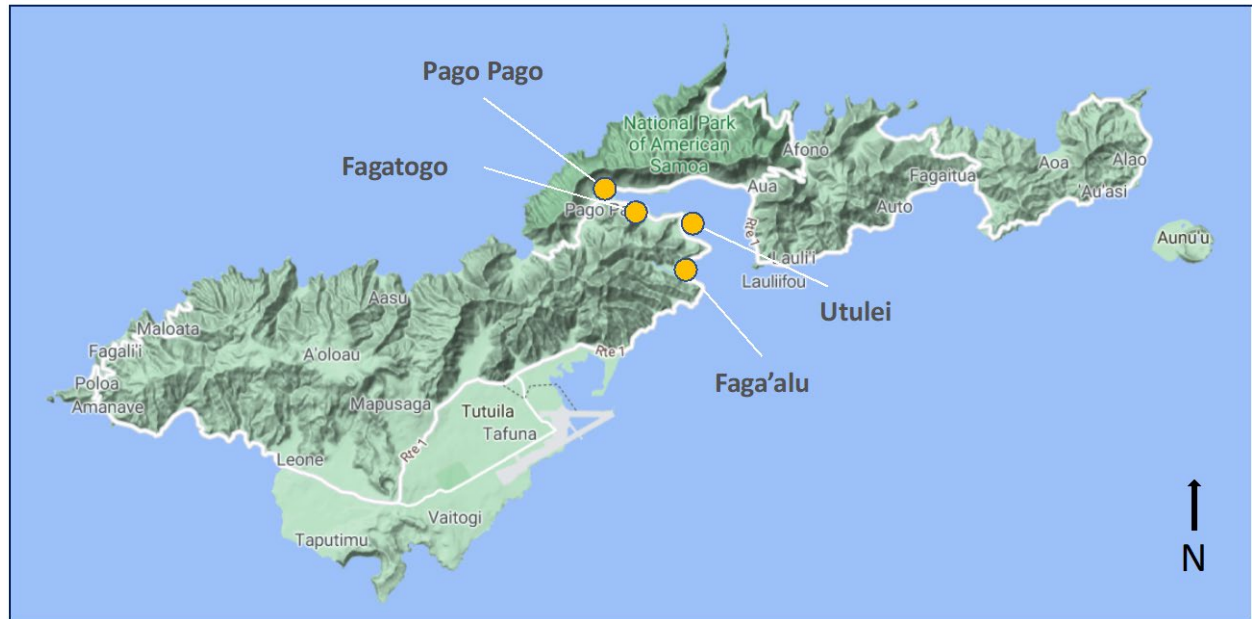 Pago Pago
National Park
of American
Samoa
Fagatogo
Afono
Aoa
Alao
Fagaitua
Aua
'Au'asi
Pago Pa
Auto
Rte 1
Aunu'u
Lauli'i
Lauliifou
Utulei
Aasu
Maloata
Fagali'i
A'oloau
Rte 1
Faga'alu
Poloa
Amanave
Mapusaga
Tutuila
Tafuna
Rte 1
Leone
Vaitogi
Taputimu
N